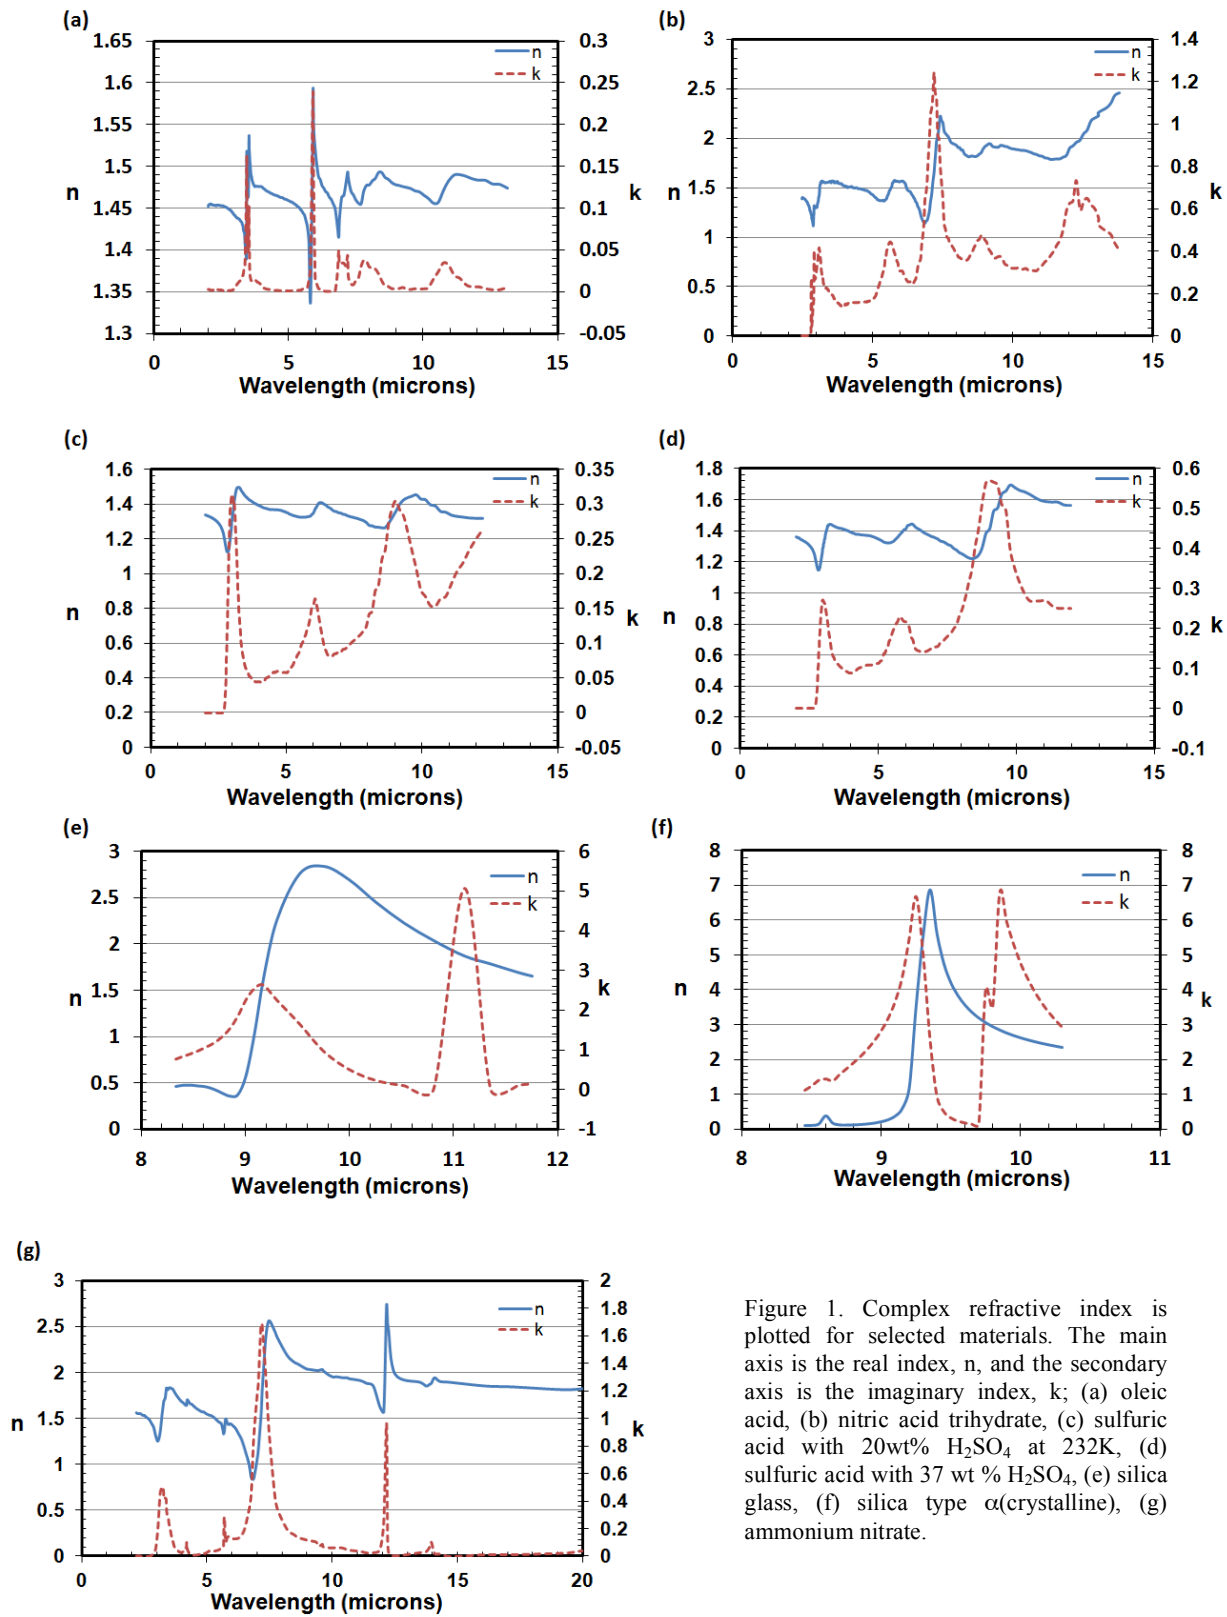 (a)
1.65
1.6
1.55
1.5
1.45
1.4
1.35
1.3
n
0.3
0.25
0.2
0.15
0.1
0.05
0
-0.05
k
n
k
0 5 10 15
Wavelength (microns)
(b)
3
2.5
2
1.5
1
0.5
0
n
1.4
1.2
1
0.8
0.6
0.4
0.2
0
k
n
k
0 5 10 15
Wavelength (microns)
(c)
1.6
1.4
1.2
1
0.8
0.6
0.4
0.2
0
n
0.35
0.3
0.25
0.2
0.15
0.1
0.05
0
-0.05
k
n
k
0 5 10 15
Wavelength (microns)
(d)
1.8
1.6
1.4
1.2
1
0.8
0.6
0.4
0.2
0
n
0.6
0.5
0.4
0.3
0.2
0.1
0
-0.1
k
n
k
0 5 10 15
Wavelength (microns)
(e)
3
2.5
2
1.5
1
0.5
0
n
6
5
4
3
2
1
0
-1
k
n
k
8 9 10 11 12
Wavelength (microns)
(f)
8
7
6
5
4
3
2
1
0
n
8
7
6
5
4
3
2
1
0
k
n
k
8 9 10 11
Wavelength (microns)
(g)
3
2.5
2
1.5
1
0.5
0
n
2
1.8
1.6
1.4
1.2
1
0.8
0.6
0.4
0.2
0
k
n
k
0 5 10 15 20
Wavelength (microns)
Figure 1. Complex refractive index is
plotted for selected materials. The main
axis is the real index, n, and the secondary
axis is the imaginary index, k; (a) oleic
acid, (b) nitric acid trihydrate, (c) sulfuric
acid with 20wt% H₂SO₄ at 232K, (d)
sulfuric acid with 37 wt % H₂SO₄, (e) silica
glass, (f) silica type α(crystalline), (g)
ammonium nitrate.